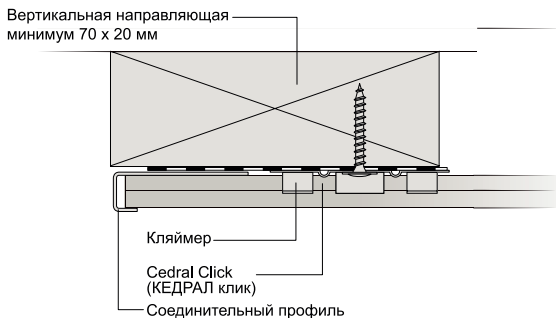 Вертикальная направляющая
минимум 70 x 20 мм
Кляймер
Cedral Click
(КЕДРАЛ клик)
Соединительный профиль